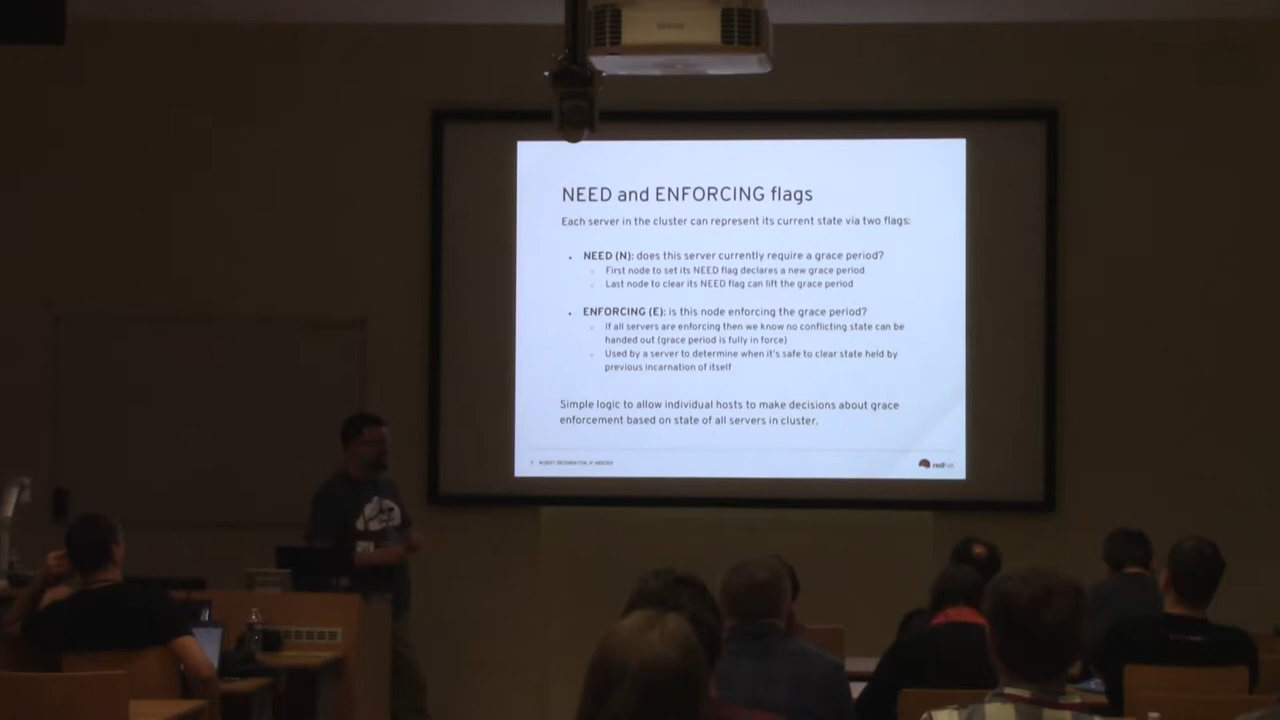 NEED and ENFORCING flags
Each server in the cluster can represent its current state via two flags:
• NEED (N): does this server currently require a grace period?
○ First node to set its NEED flag declares a new grace period
○ Last node to clear its NEED flag can lift the grace period
• ENFORCING (E): is this node enforcing the grace period?
○ If all servers are enforcing then we know no conflicting state can be
handed out (grace period is fully in force)
○ Used by a server to determine when it's safe to clear state held by
previous incarnation of itself
Simple logic to allow individual hosts to make decisions about grace
enforcement based on state of all servers in cluster.
INSERT DESIGNATOR, IF NEEDED
redhat